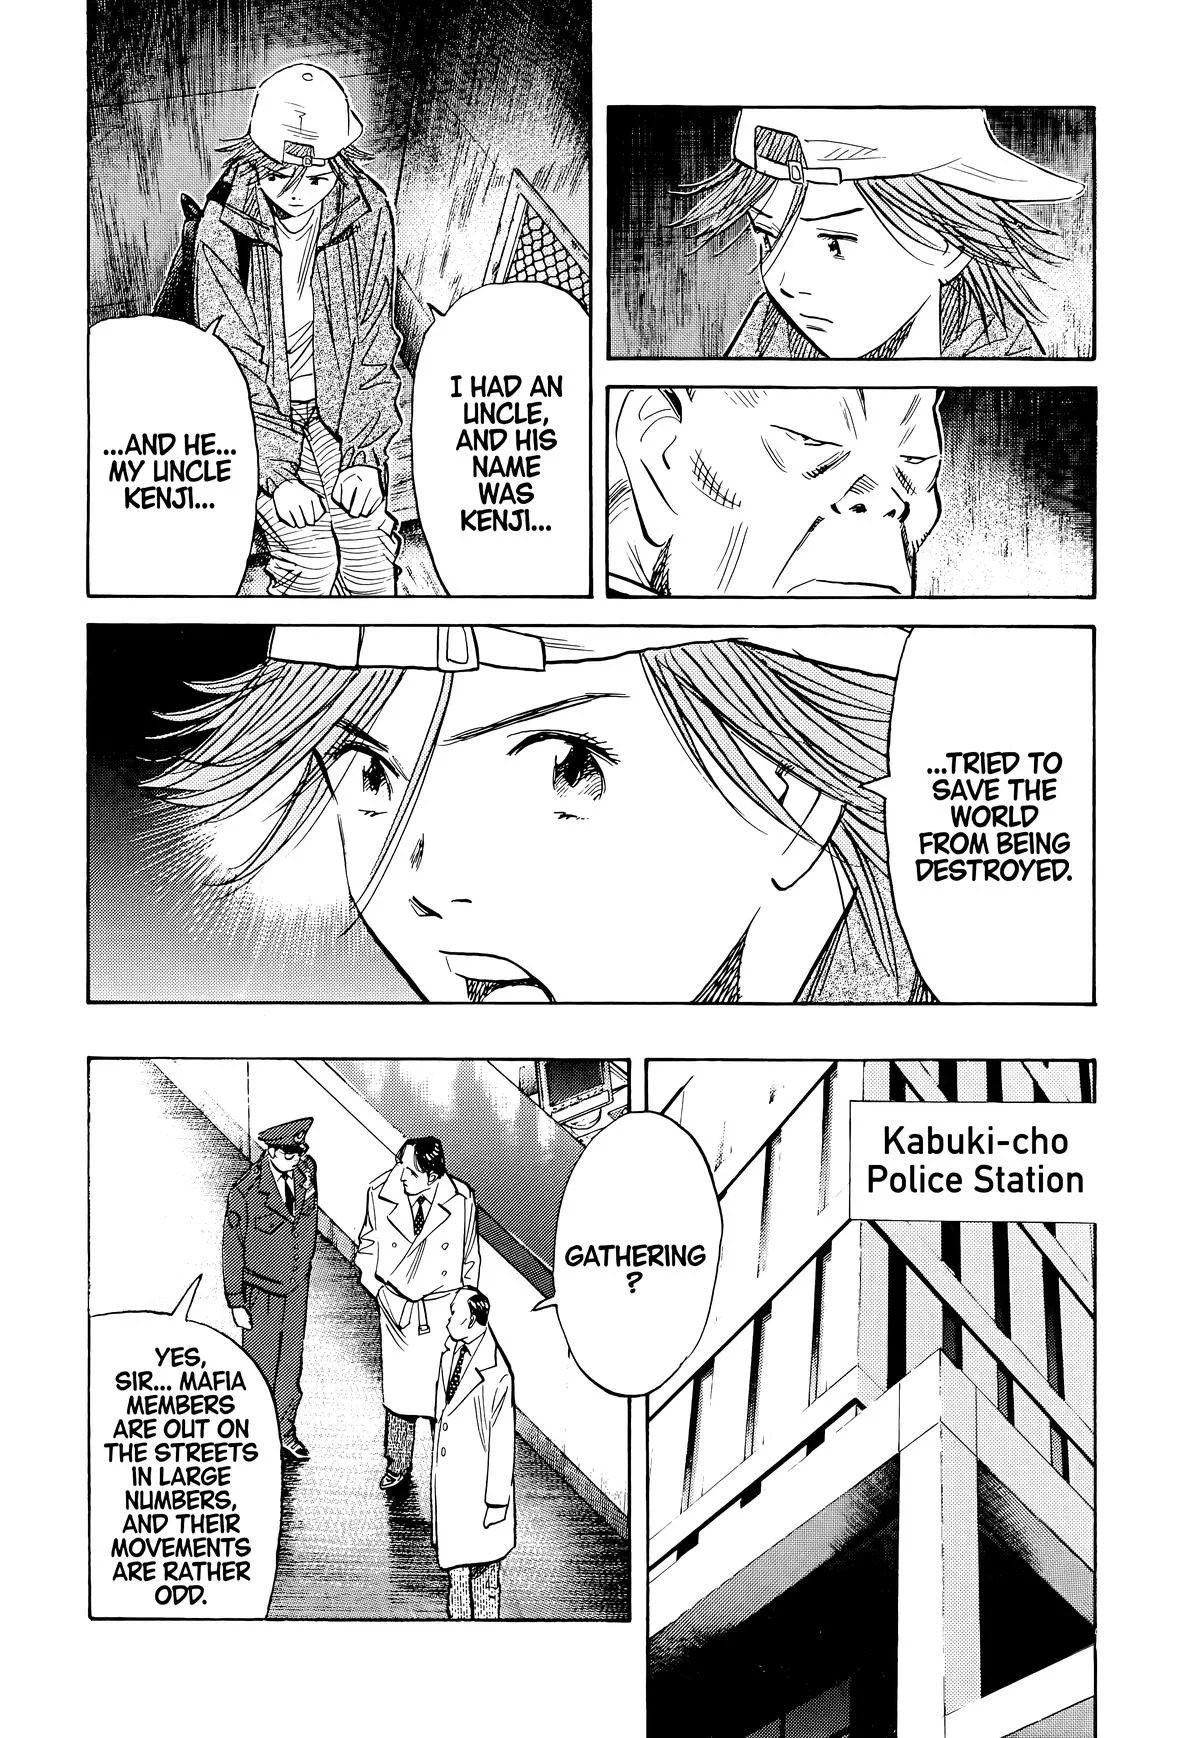 I HAD AN
UNCLE,
AND HIS
NAME
WAS
KENJI...
...AND HE...
MY UNCLE
KENJI...
...TRIED TO
SAVE THE
WORLD
FROM BEING
DESTROYED.
Kabuki-cho
Police Station
GATHERING
?
YES,
SIR... MAFIA
MEMBERS
ARE OUT ON
THE STREETS
IN LARGE
NUMBERS,
AND THEIR
MOVEMENTS
ARE RATHER
ODD.